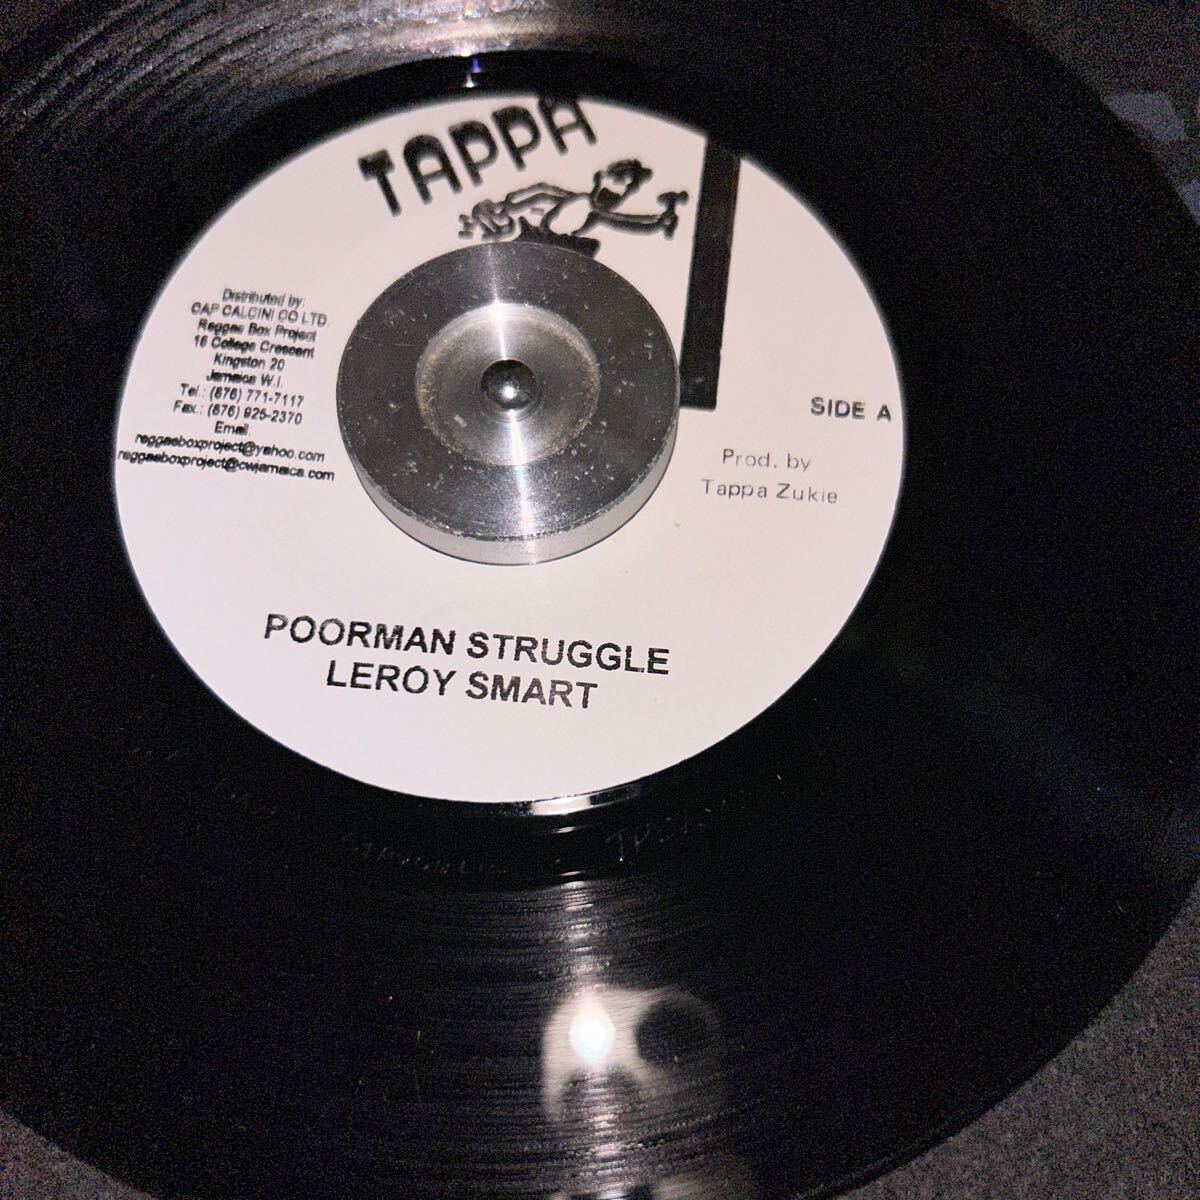 TAPPA
Distributed by:
CAP CALCINI CO LTD.
Reggae Box Project
16 College Crescent
Kingston 20
Jamaica W.I.
Tel.: (876) 771-7117
Fax.: (876) 925-2370
Email
reggaeboxproject@yahoo.com
reggaeboxproject@cwjamaica.com
SIDE A
Prod. by
Tappa Zukie
POORMAN STRUGGLE
LEROY SMART